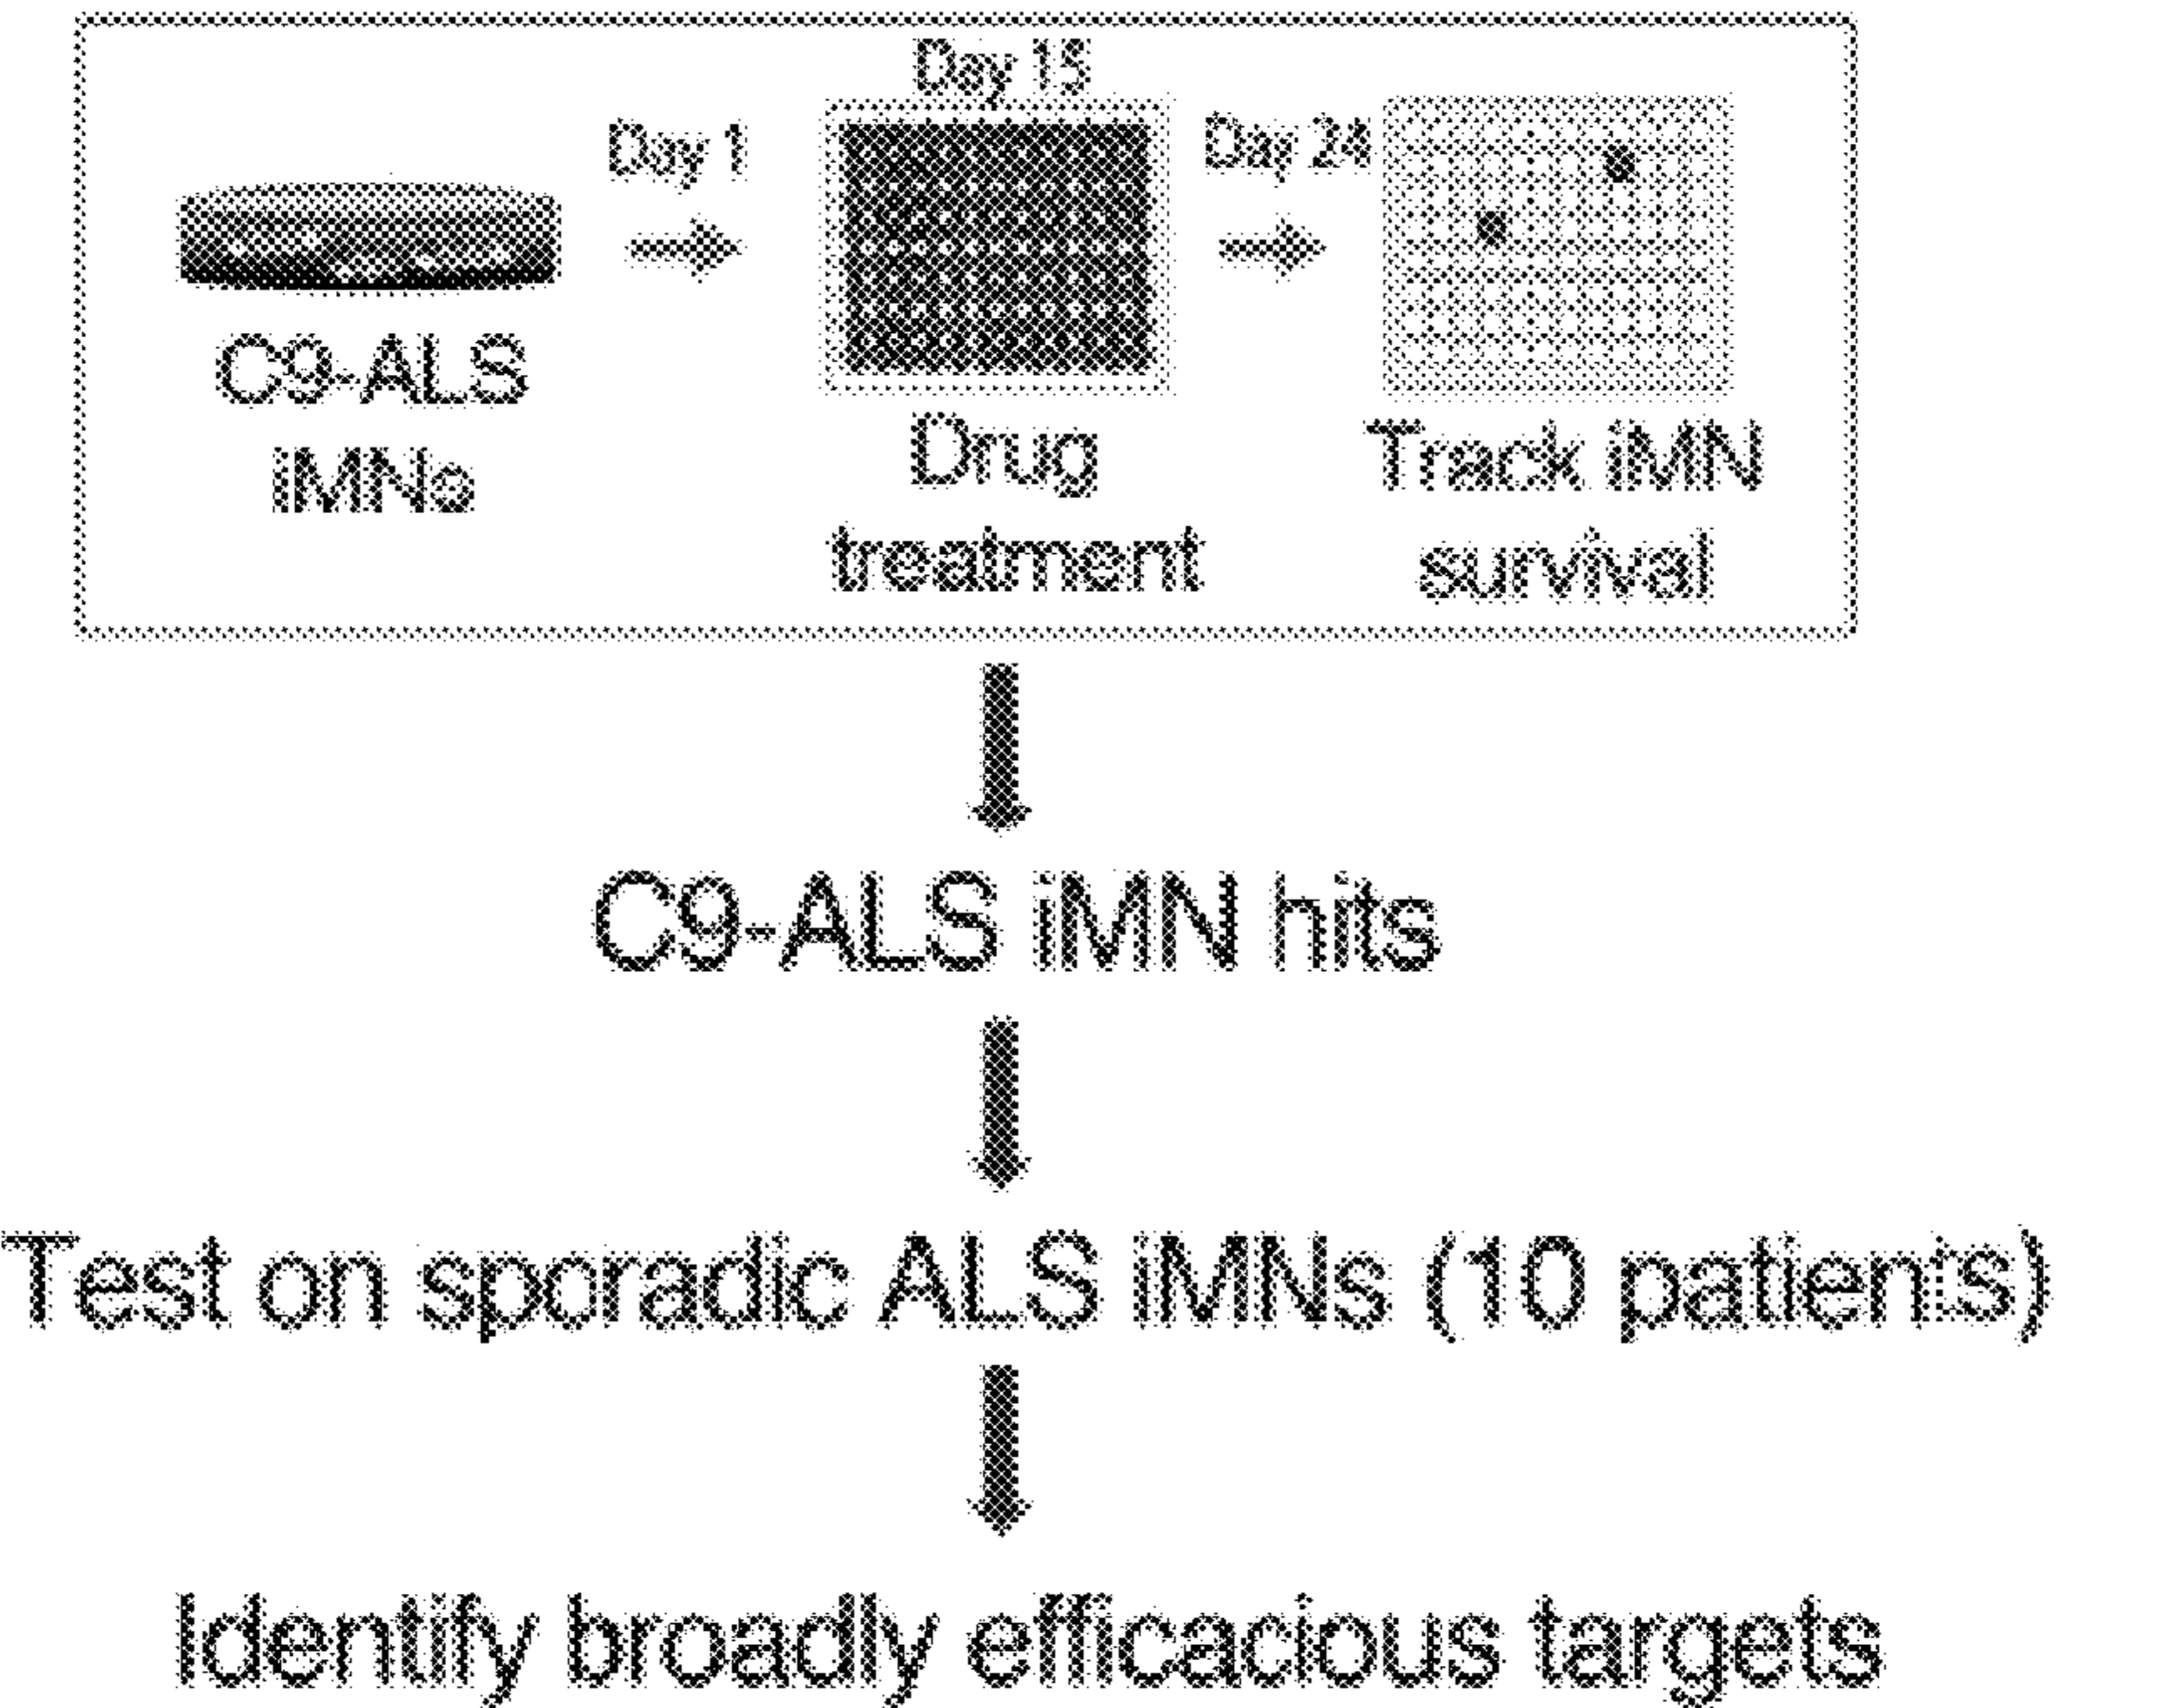 Day 15
Day 1
Day 24
C9-ALS
iMNs
Drug
treatment
Track iMN
survival
C9-ALS iMN hits
Test on sporadic ALS iMNs (10 patients)
Identify broadly efficacious targets